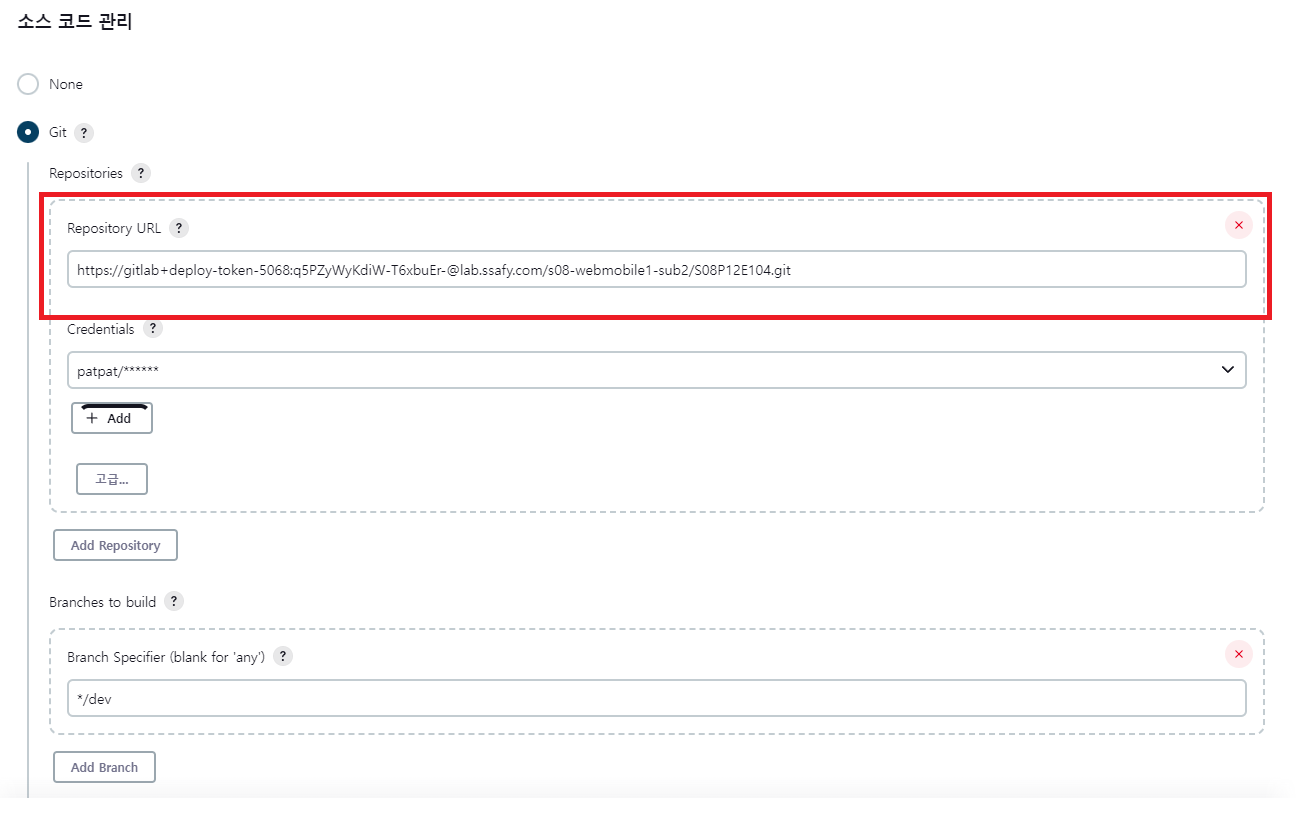 소스 코드 관리
None
Git ?
Repositories ?
Repository URL ?
https://gitlab+deploy-token-5068:q5PZyWyKdiW-T6xbuEr-@lab.ssafy.com/s08-webmobile1-sub2/S08P12E104.git
Credentials ?
patpat/******
+ Add
고급...
Add Repository
Branches to build ?
Branch Specifier (blank for 'any') ?
*/dev
Add Branch